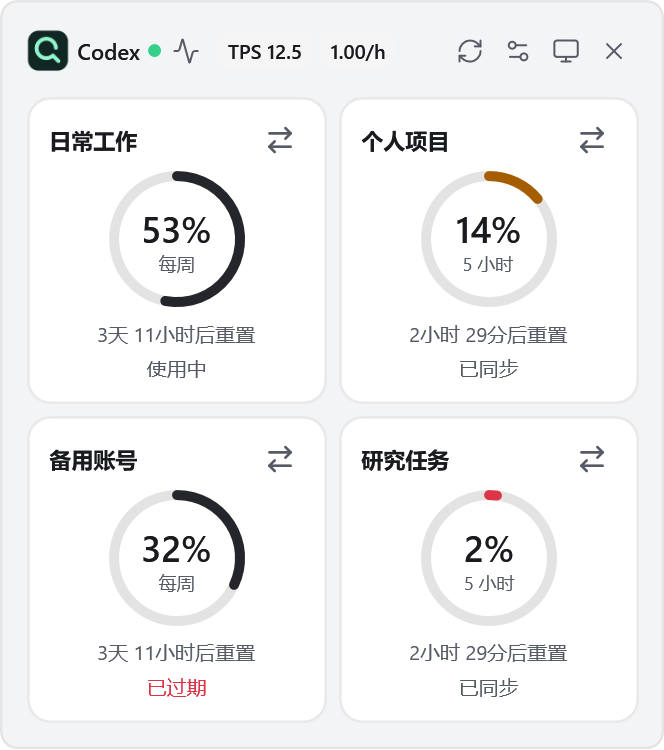 Codex TPS 12.5 1.00/h
日常工作
53%
每周
3天 11小时后重置
使用中
个人项目
14%
5 小时
2小时 29分后重置
已同步
备用账号
32%
每周
3天 11小时后重置
已过期
研究任务
2%
5 小时
2小时 29分后重置
已同步